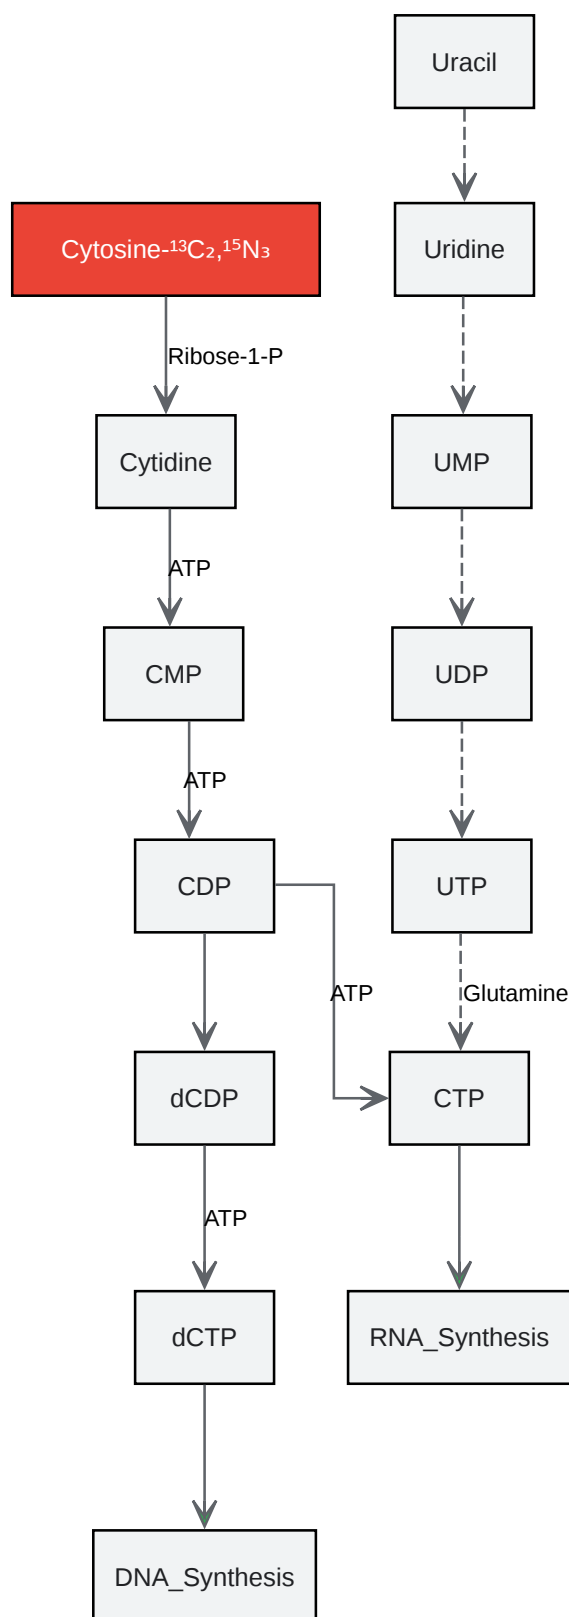 Uracil
Cytosine-¹³C₂,¹⁵N₃
Uridine
Ribose-1-P
Cytidine
UMP
ATP
CMP
UDP
ATP
CDP
UTP
ATP
Glutamine
dCDP
CTP
ATP
dCTP
RNA_Synthesis
DNA_Synthesis